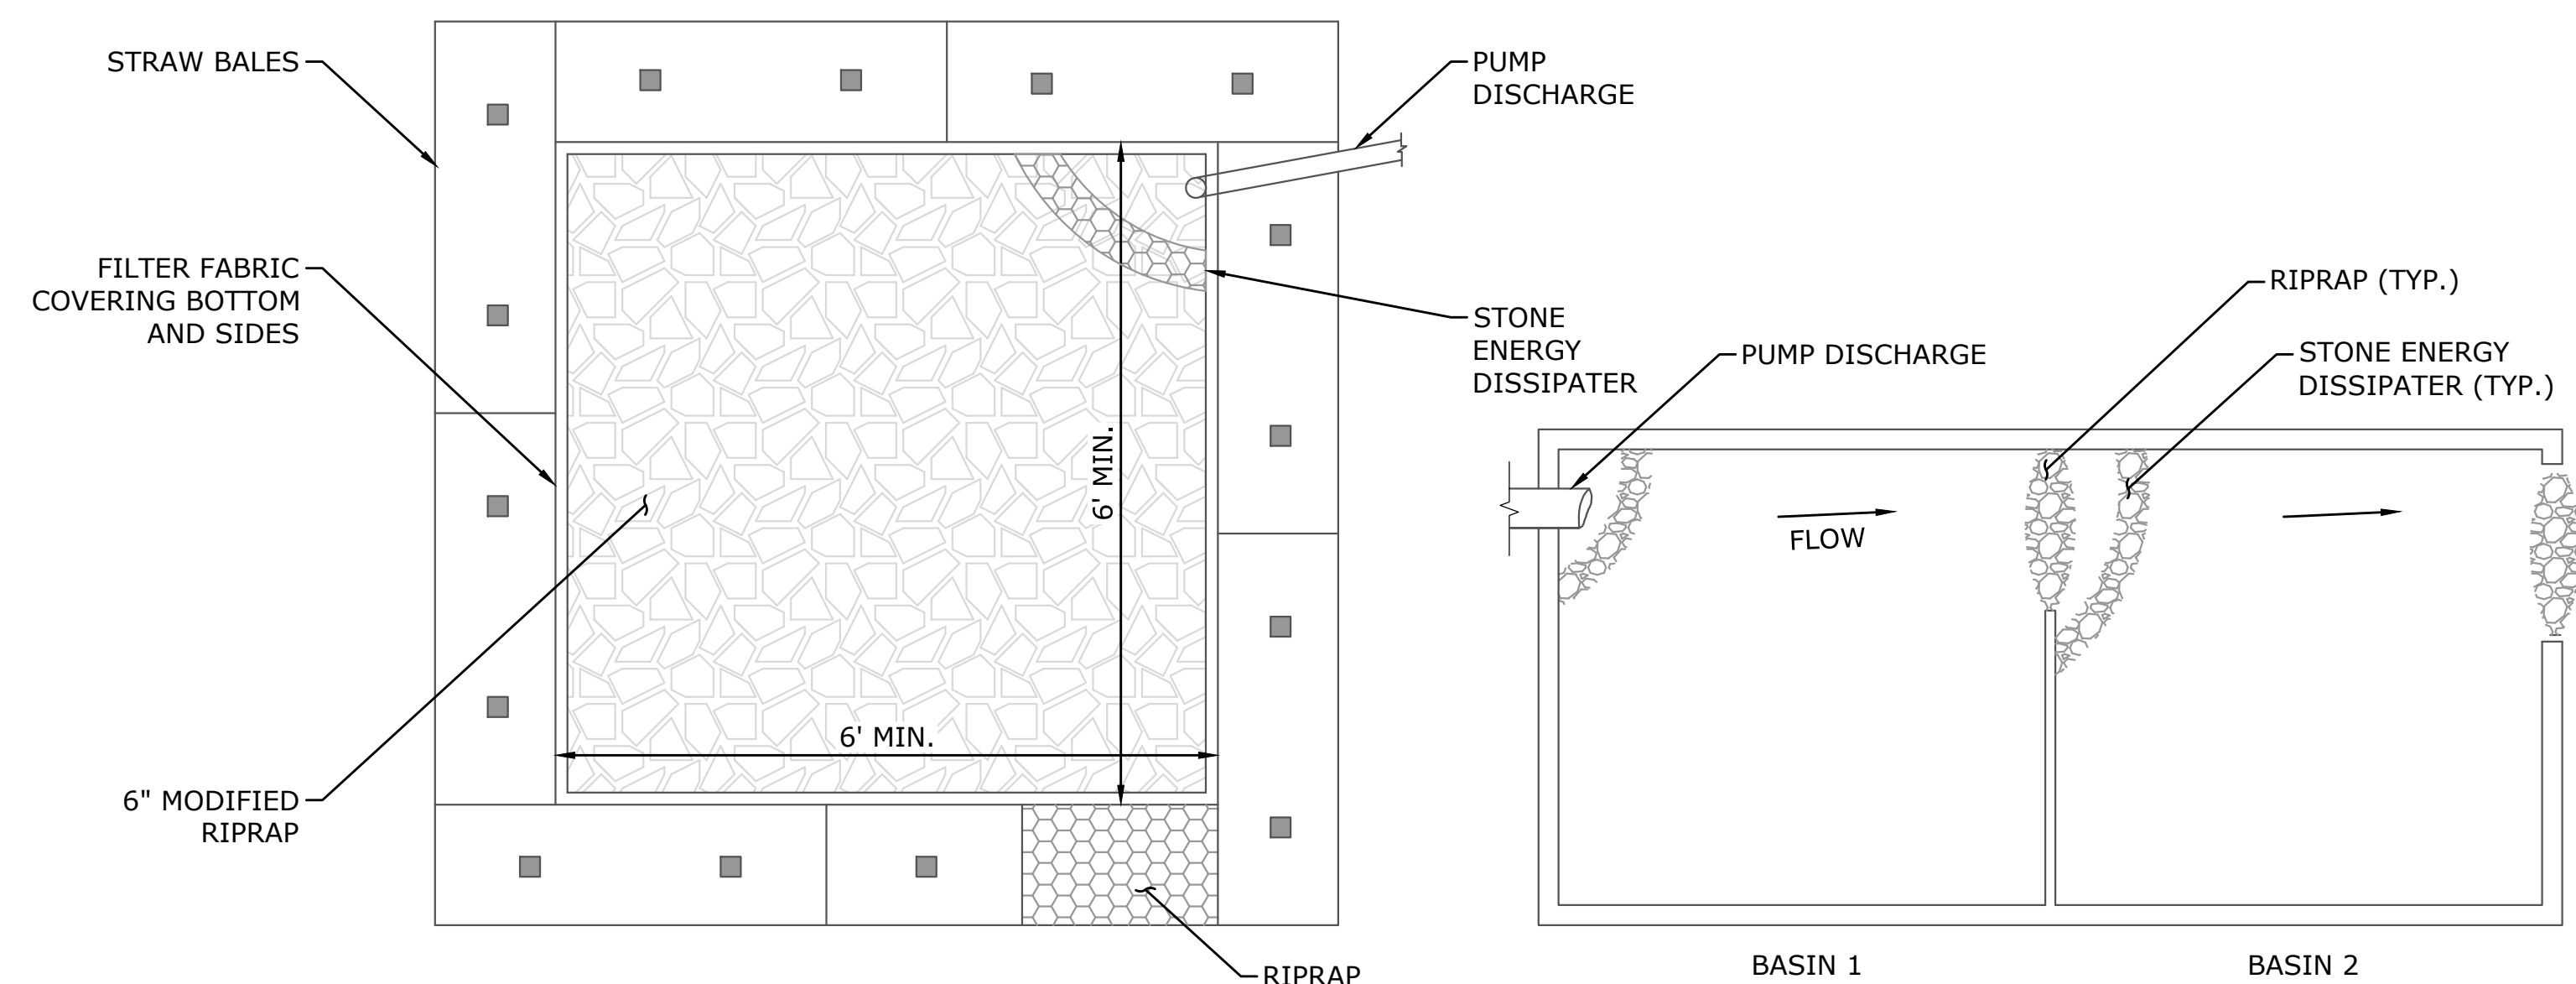 STRAW BALES
FILTER FABRIC
COVERING BOTTOM
AND SIDES
6" MODIFIED
RIPRAP
6' MIN.
6' MIN.
PUMP
DISCHARGE
STONE
ENERGY
DISSIPATER
RIPRAP
PUMP DISCHARGE
RIPRAP (TYP.)
STONE ENERGY
DISSIPATER (TYP.)
FLOW
BASIN 1
BASIN 2